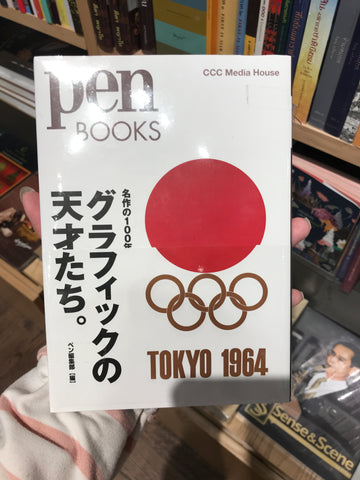 pen
BOOKS
CCC Media House
名作の100年
グラフィックの
天才たち。
ペン編集部【編】
TOKYO 1964
Sense&Scene